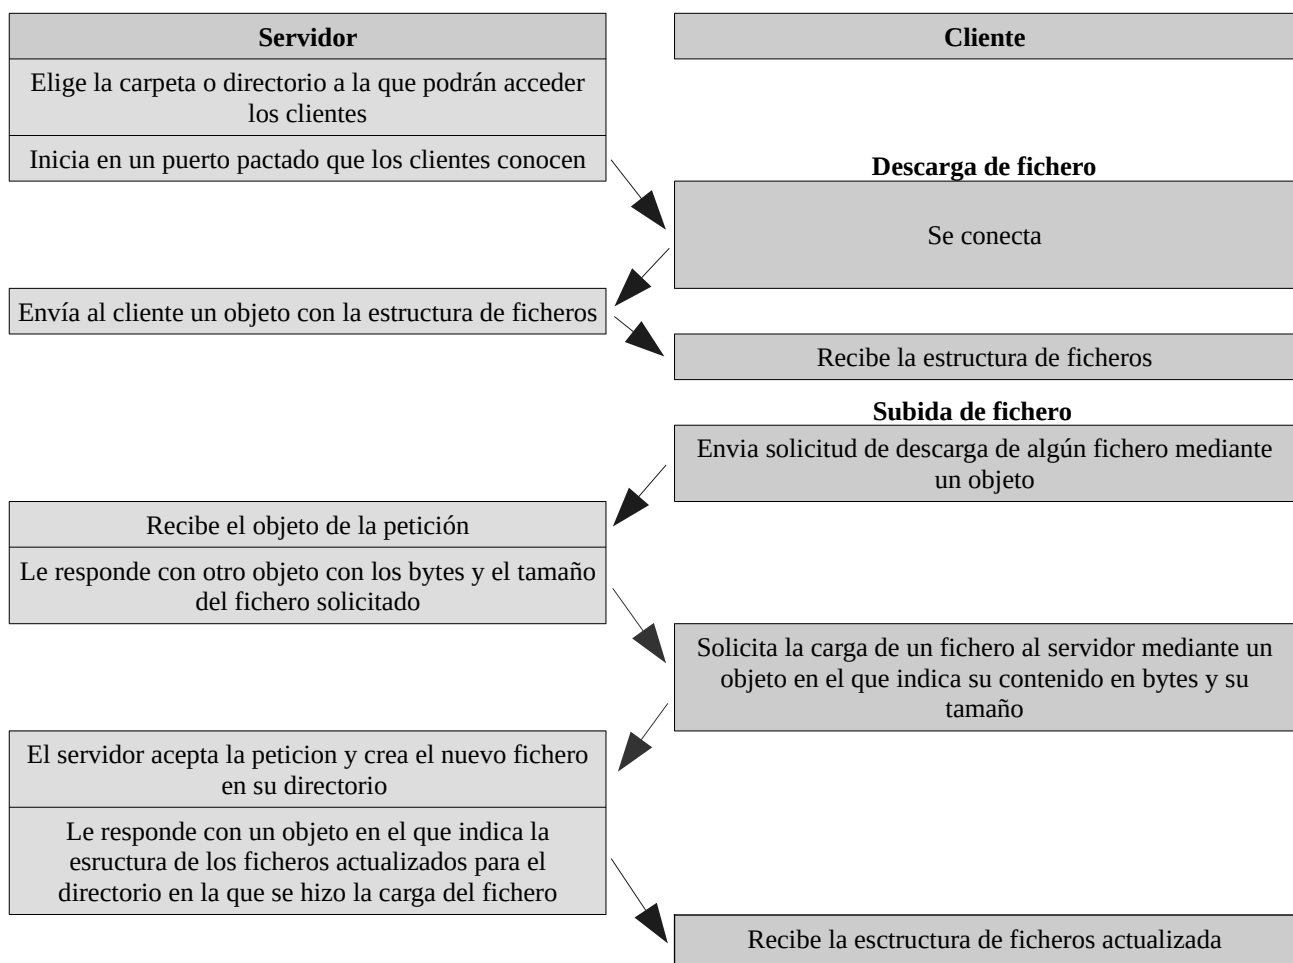 Servidor
Cliente
Elige la carpeta o directorio a la que podrán acceder
los clientes
Inicia en un puerto pactado que los clientes conocen
Descarga de fichero
Se conecta
Envía al cliente un objeto con la estructura de ficheros
Recibe la estructura de ficheros
Subida de fichero
Envia solicitud de descarga de algún fichero mediante
un objeto
Recibe el objeto de la petición
Le responde con otro objeto con los bytes y el tamaño
del fichero solicitado
Solicita la carga de un fichero al servidor mediante un
objeto en el que indica su contenido en bytes y su
tamaño
El servidor acepta la peticion y crea el nuevo fichero
en su directorio
Le responde con un objeto en el que indica la
esructura de los ficheros actualizados para el
directorio en la que se hizo la carga del fichero
Recibe la esctructura de ficheros actualizada